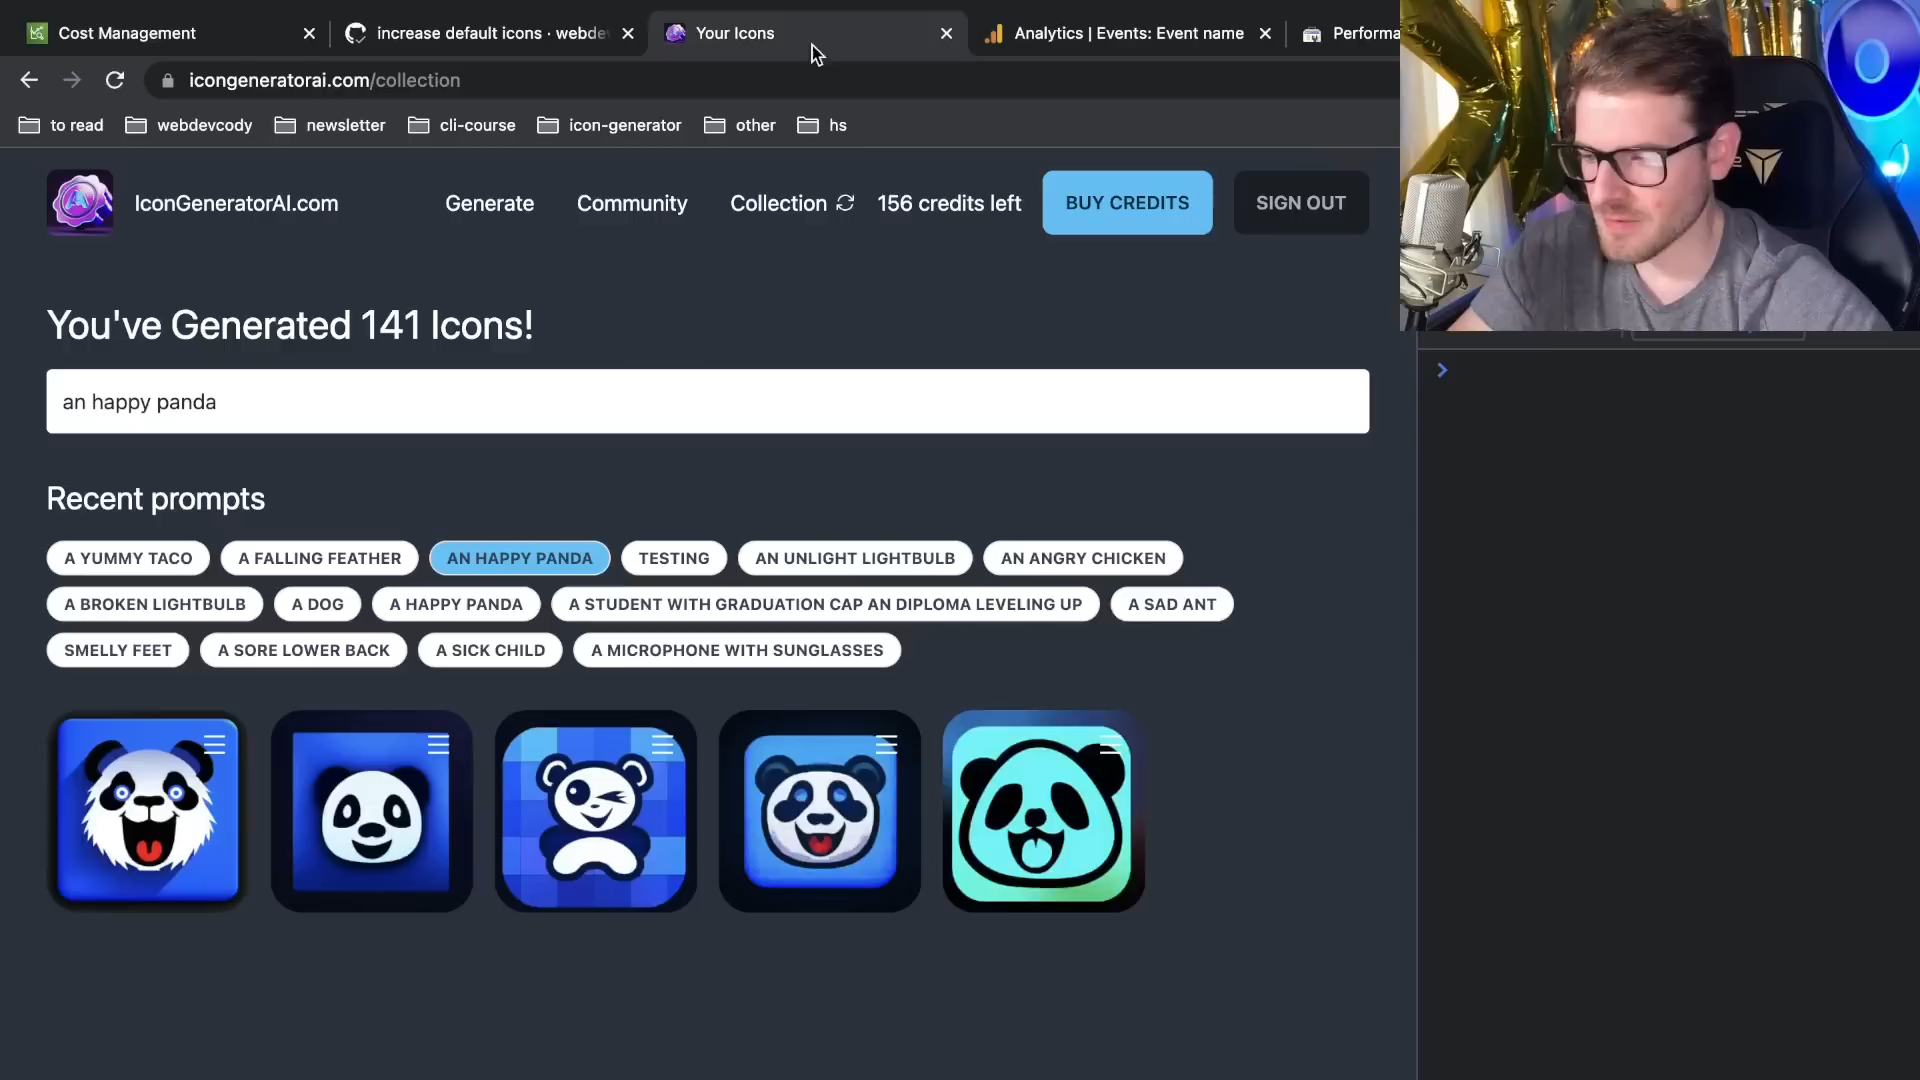 Cost Management
increase default icons · webde
Your Icons
Analytics | Events: Event name
Performa
icongeneratorai.com/collection
to read
webdevcody
newsletter
cli-course
icon-generator
other
hs
IconGeneratorAI.com
Generate
Community
Collection
156 credits left
BUY CREDITS
SIGN OUT
You've Generated 141 Icons!
an happy panda
Recent prompts
A YUMMY TACO
A FALLING FEATHER
AN HAPPY PANDA
TESTING
AN UNLIGHT LIGHTBULB
AN ANGRY CHICKEN
A BROKEN LIGHTBULB
A DOG
A HAPPY PANDA
A STUDENT WITH GRADUATION CAP AN DIPLOMA LEVELING UP
A SAD ANT
SMELLY FEET
A SORE LOWER BACK
A SICK CHILD
A MICROPHONE WITH SUNGLASSES